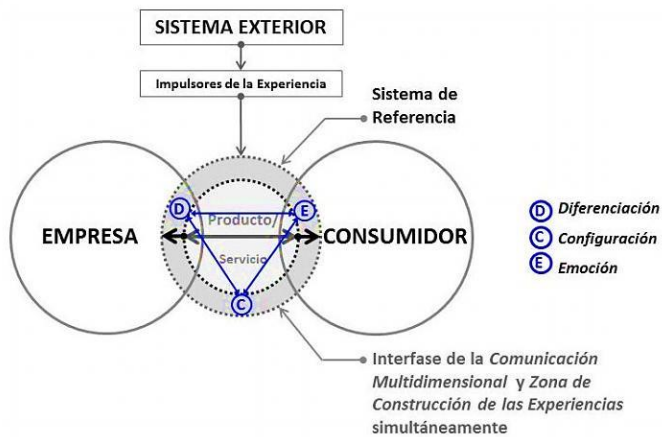 SISTEMA EXTERIOR
Impulsores de la Experiencia
Sistema de
Referencia
EMPRESA
D
Producto
E
Servicio
C
CONSUMIDOR
D Diferenciación
C Configuración
E Emoción
Interfase de la Comunicación
Multidimensional y Zona de
Construcción de las Experiencias
simultáneamente